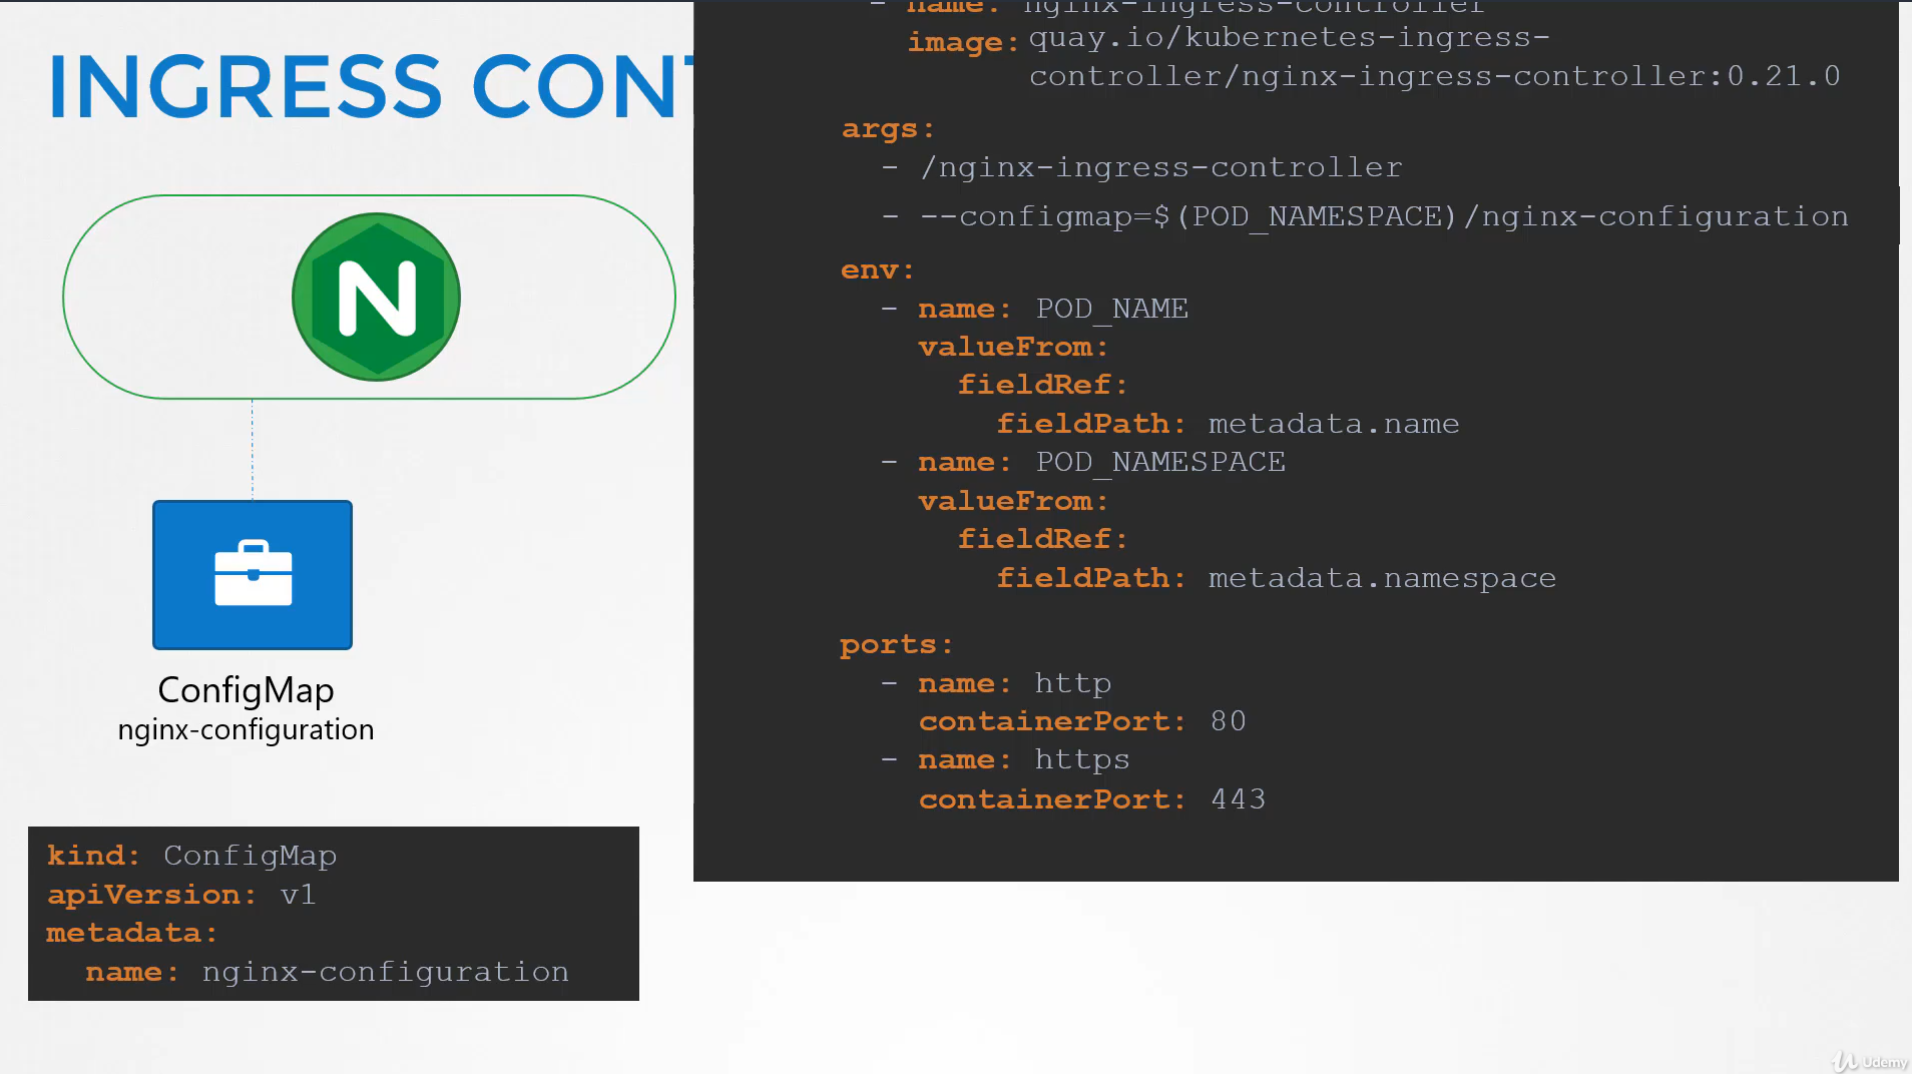 INGRESS CONT
- name: nginx-ingress-controller
image: quay.io/kubernetes-ingress-
controller/nginx-ingress-controller:0.21.0
args:
- /nginx-ingress-controller
- --configmap=$(POD_NAMESPACE)/nginx-configuration
env:
- name: POD_NAME
valueFrom:
fieldRef:
fieldPath: metadata.name
- name: POD_NAMESPACE
valueFrom:
fieldRef:
fieldPath: metadata.namespace
ports:
- name: http
containerPort: 80
- name: https
containerPort: 443
N
ConfigMap
nginx-configuration
kind: ConfigMap
apiVersion: v1
metadata:
name: nginx-configuration
Udemy